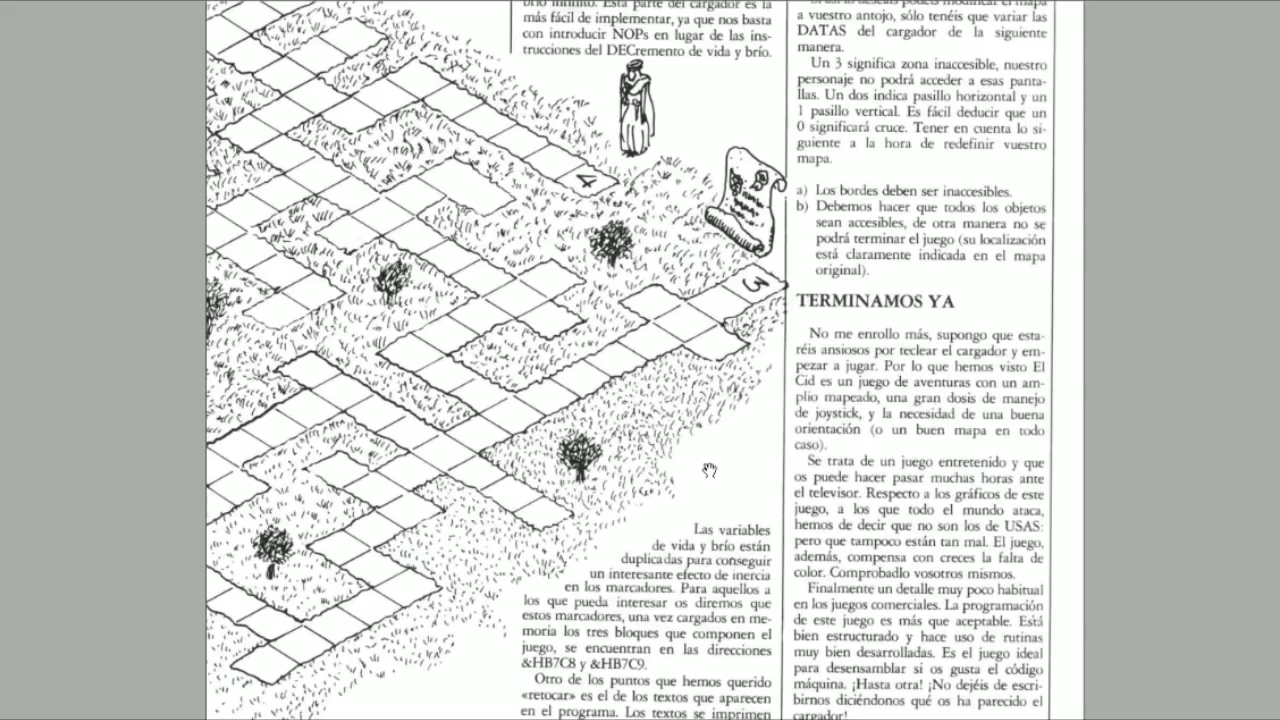 brío infinito. Esta parte del cargador es la
más fácil de implementar, ya que nos basta
con introducir NOPs en lugar de las ins-
trucciones del DECremento de vida y brío.
4
3
Las variables
de vida y brío están
duplicadas para conseguir
un interesante efecto de inercia
en los marcadores. Para aquellos a
los que pueda interesar os diremos que
estos marcadores, una vez cargados en me-
moria los tres bloques que componen el
juego, se encuentran en las direcciones
&HB7C8 y &HB7C9.
Otro de los puntos que hemos querido
«retocar» es el de los textos que aparecen
en el programa. Los textos se imprimen
modificar el mapa
a vuestro antojo, sólo tenéis que variar las
DATAS del cargador de la siguiente
manera.
Un 3 significa zona inaccesible, nuestro
personaje no podrá acceder a esas panta-
llas. Un dos indica pasillo horizontal y un
1 pasillo vertical. Es fácil deducir que un
0 significará cruce. Tener en cuenta lo si-
guiente a la hora de redefinir vuestro
mapa.
a) Los bordes deben ser inaccesibles.
b) Debemos hacer que todos los objetos
sean accesibles, de otra manera no se
podrá terminar el juego (su localización
está claramente indicada en el mapa
original).
TERMINAMOS YA
No me enrollo más, supongo que esta-
réis ansiosos por teclear el cargador y em-
pezar a jugar. Por lo que hemos visto El
Cid es un juego de aventuras con un am-
plio mapeado, una gran dosis de manejo
de joystick, y la necesidad de una buena
orientación (o un buen mapa en todo
caso).
Se trata de un juego entretenido y que
os puede hacer pasar muchas horas ante
el televisor. Respecto a los gráficos de este
juego, a los que todo el mundo ataca,
hemos de decir que no son los de USAS:
pero que tampoco están tan mal. El juego,
además, compensa con creces la falta de
color. Comprobadlo vosotros mismos.
Finalmente un detalle muy poco habitual
en los juegos comerciales. La programación
de este juego es más que aceptable. Está
bien estructurado y hace uso de rutinas
muy bien desarrolladas. Es el juego ideal
para desensamblar si os gusta el código
máquina. ¡Hasta otra! ¡No dejéis de escri-
birnos diciéndonos qué os ha parecido el
cargador!